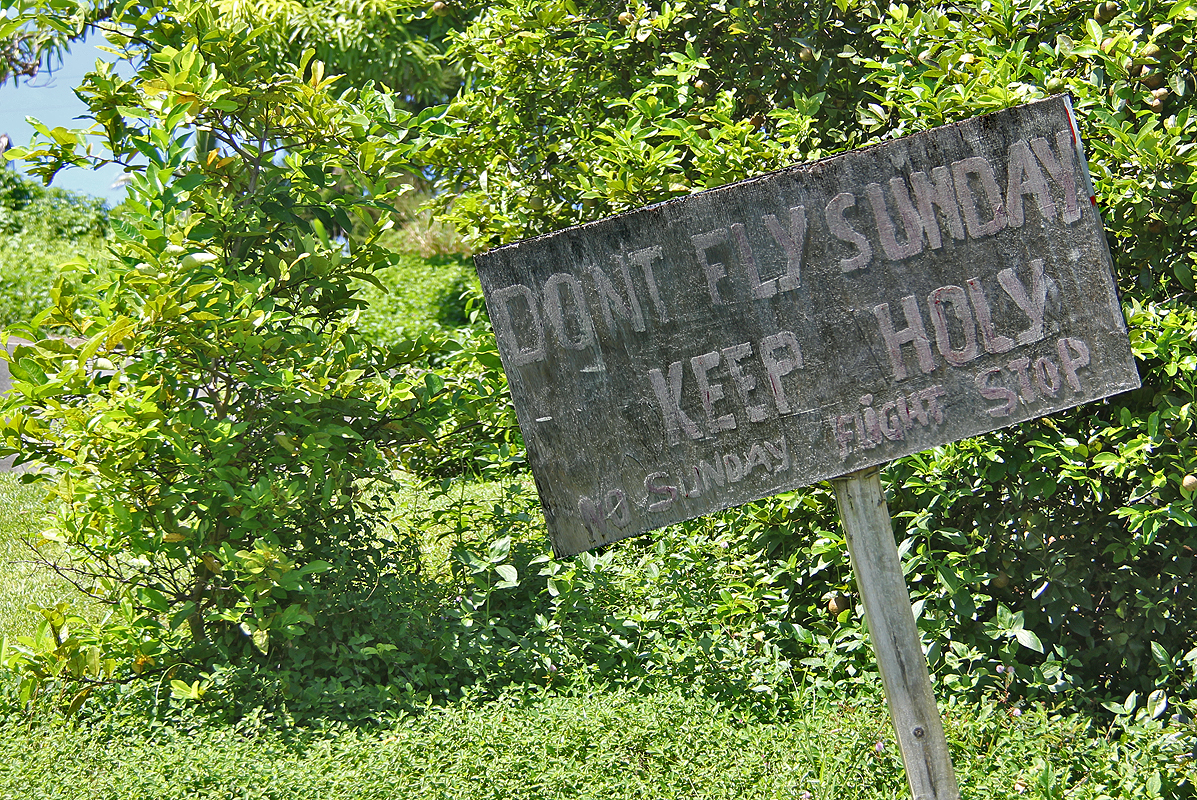 DONT FLY SUNDAY
KEEP HOLY
NO SUNDAY FLIGHT STOP